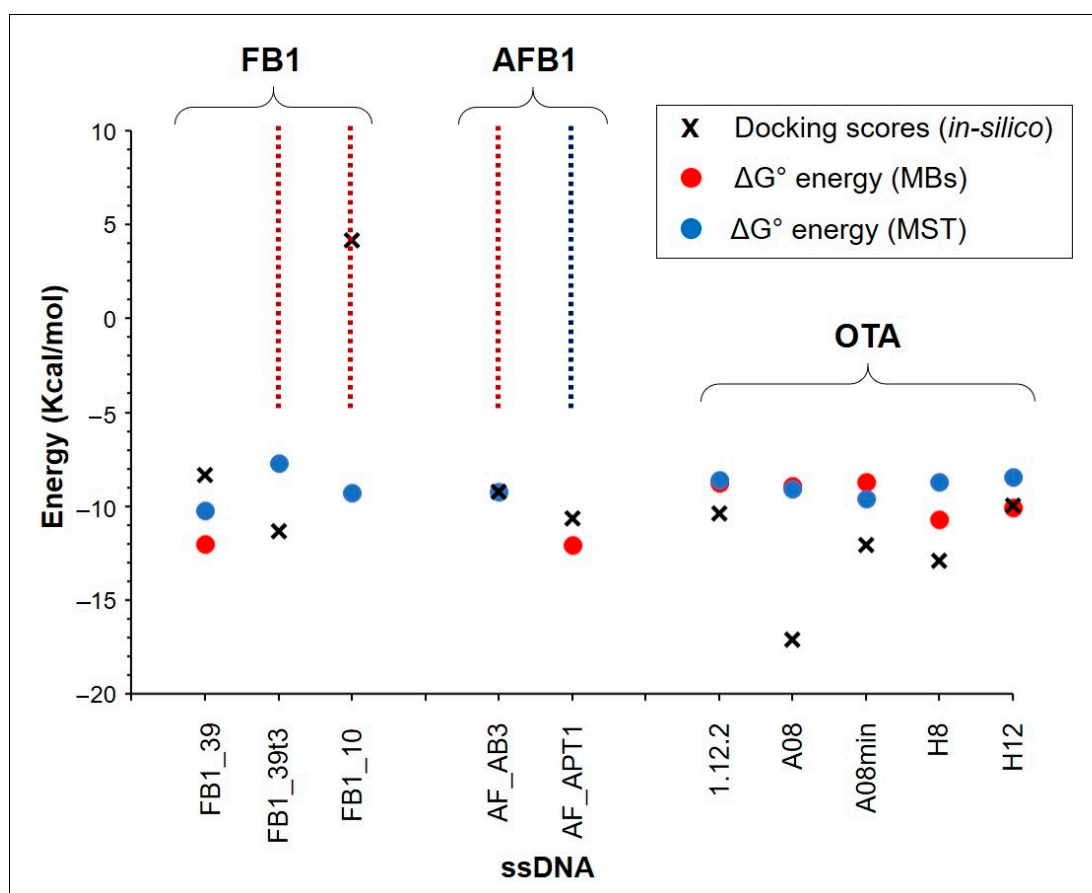 FB1
AFB1
x Docking scores (in-silico)
ΔG° energy (MBs)
ΔG° energy (MST)
OTA
Energy (Kcal/mol)
10
5
0
–5
–10
–15
–20
FB1_39
FB1_39t3
FB1_10
AF_AB3
AF_APT1
1.12.2
A08
A08min
H8
H12
ssDNA